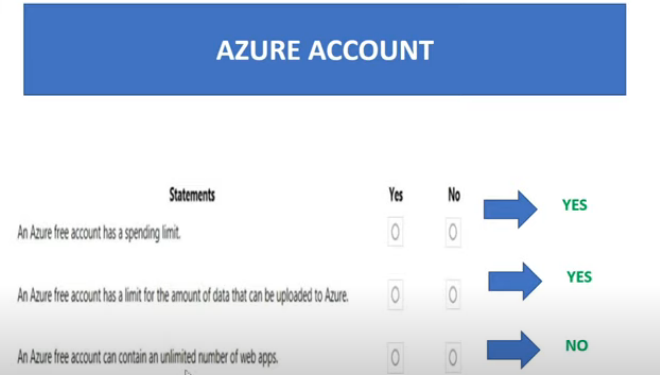 AZURE ACCOUNT
Statements Yes No
YES
An Azure free account has a spending limit.
YES
An Azure free account has a limit for the amount of data that can be uploaded to Azure.
NO
An Azure free account can contain an unlimited number of web apps.